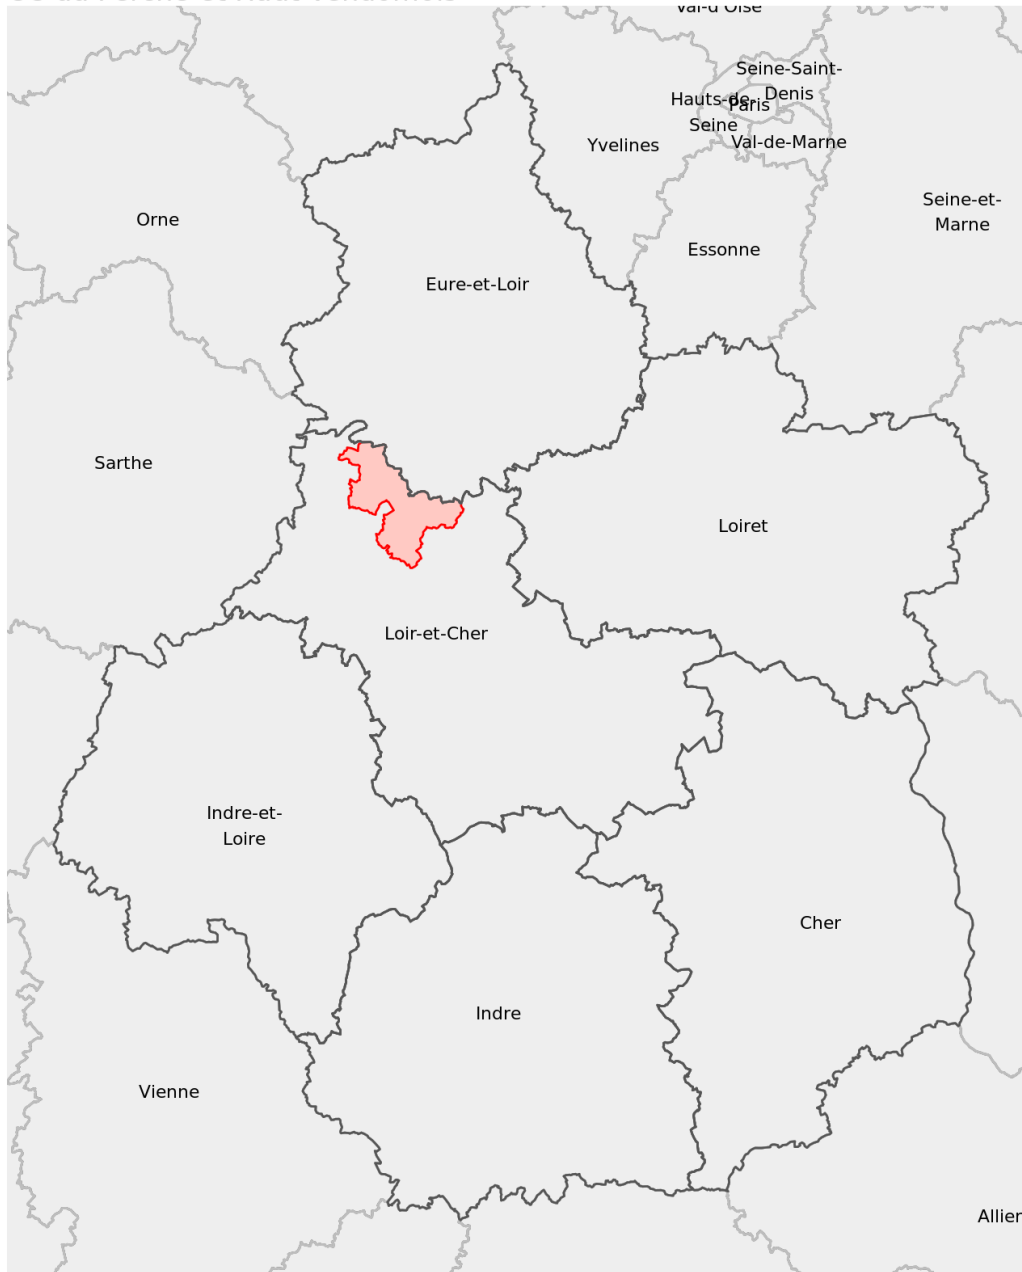 Val-d'Oise
Seine-Saint-
Denis
Hauts-de-
Seine
Paris
Val-de-Marne
Yvelines
Seine-et-
Marne
Orne
Essonne
Eure-et-Loir
Sarthe
Loiret
Loir-et-Cher
Indre-et-
Loire
Cher
Indre
Vienne
Allier